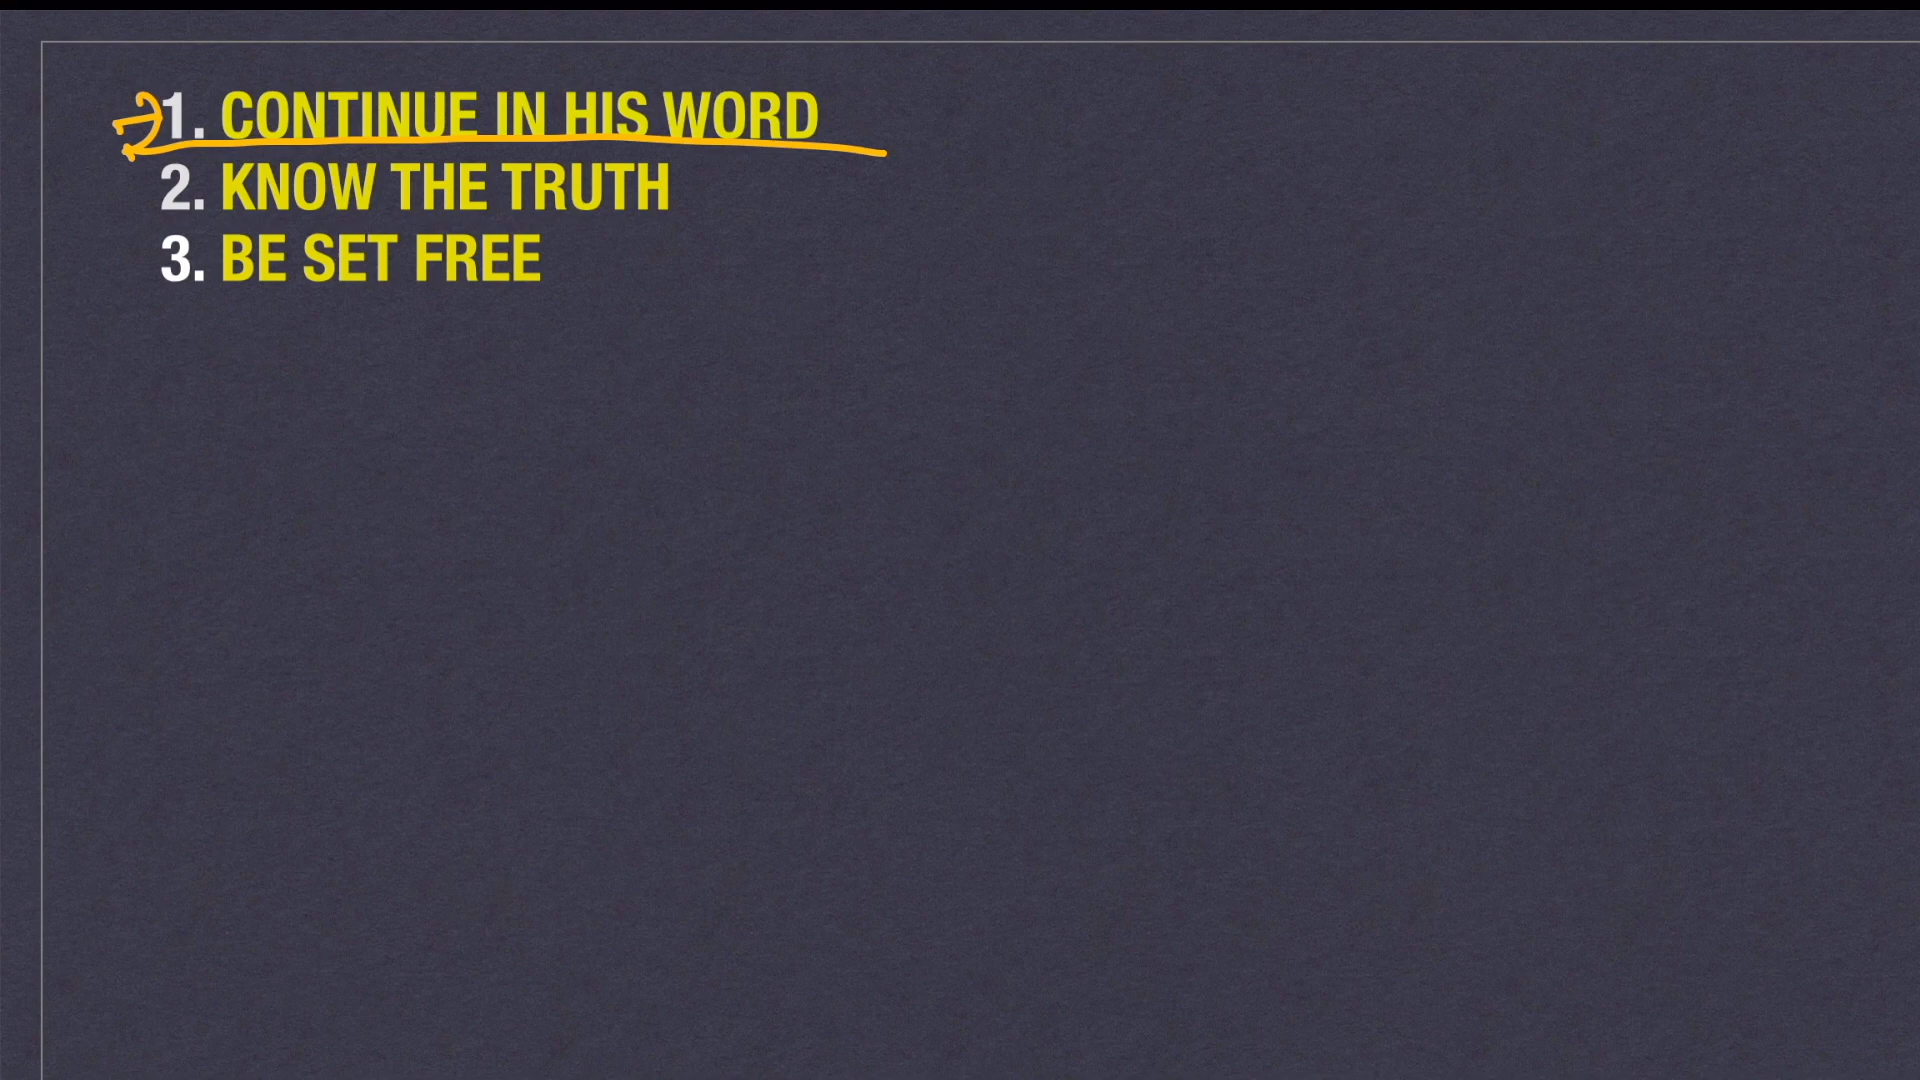 1. CONTINUE IN HIS WORD
2. KNOW THE TRUTH
3. BE SET FREE